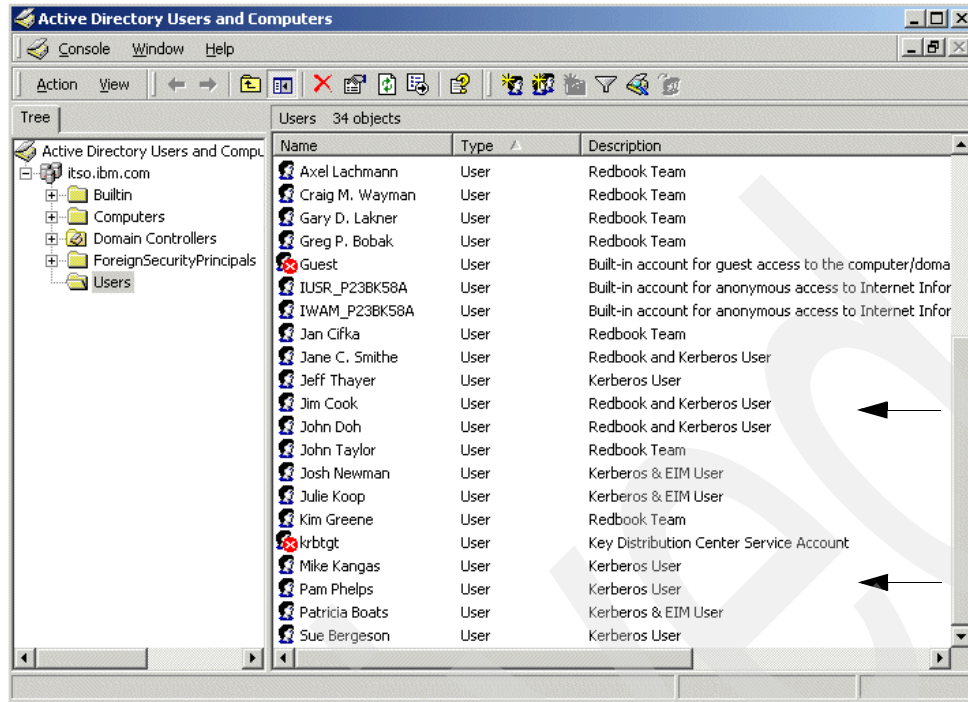 Active Directory Users and Computers
Console Window Help
Action View
Tree
Users 34 objects
Active Directory Users and Compu
itso.ibm.com
Builtin
Computers
Domain Controllers
ForeignSecurityPrincipals
Users
Name Type Description
Axel Lachmann User Redbook Team
Craig M. Wayman User Redbook Team
Gary D. Lakner User Redbook Team
Greg P. Bobak User Redbook Team
Guest User Built-in account for guest access to the computer/doma
IUSR_P23BK58A User Built-in account for anonymous access to Internet Infor
IWAM_P23BK58A User Built-in account for anonymous access to Internet Infor
Jan Cifka User Redbook Team
Jane C. Smithe User Redbook and Kerberos User
Jeff Thayer User Kerberos User
Jim Cook User Redbook and Kerberos User
John Doh User Redbook and Kerberos User
John Taylor User Redbook Team
Josh Newman User Kerberos & EIM User
Julie Koop User Kerberos & EIM User
Kim Greene User Redbook Team
krbtgt User Key Distribution Center Service Account
Mike Kangas User Kerberos User
Pam Phelps User Kerberos User
Patricia Boats User Kerberos & EIM User
Sue Bergeson User Kerberos User